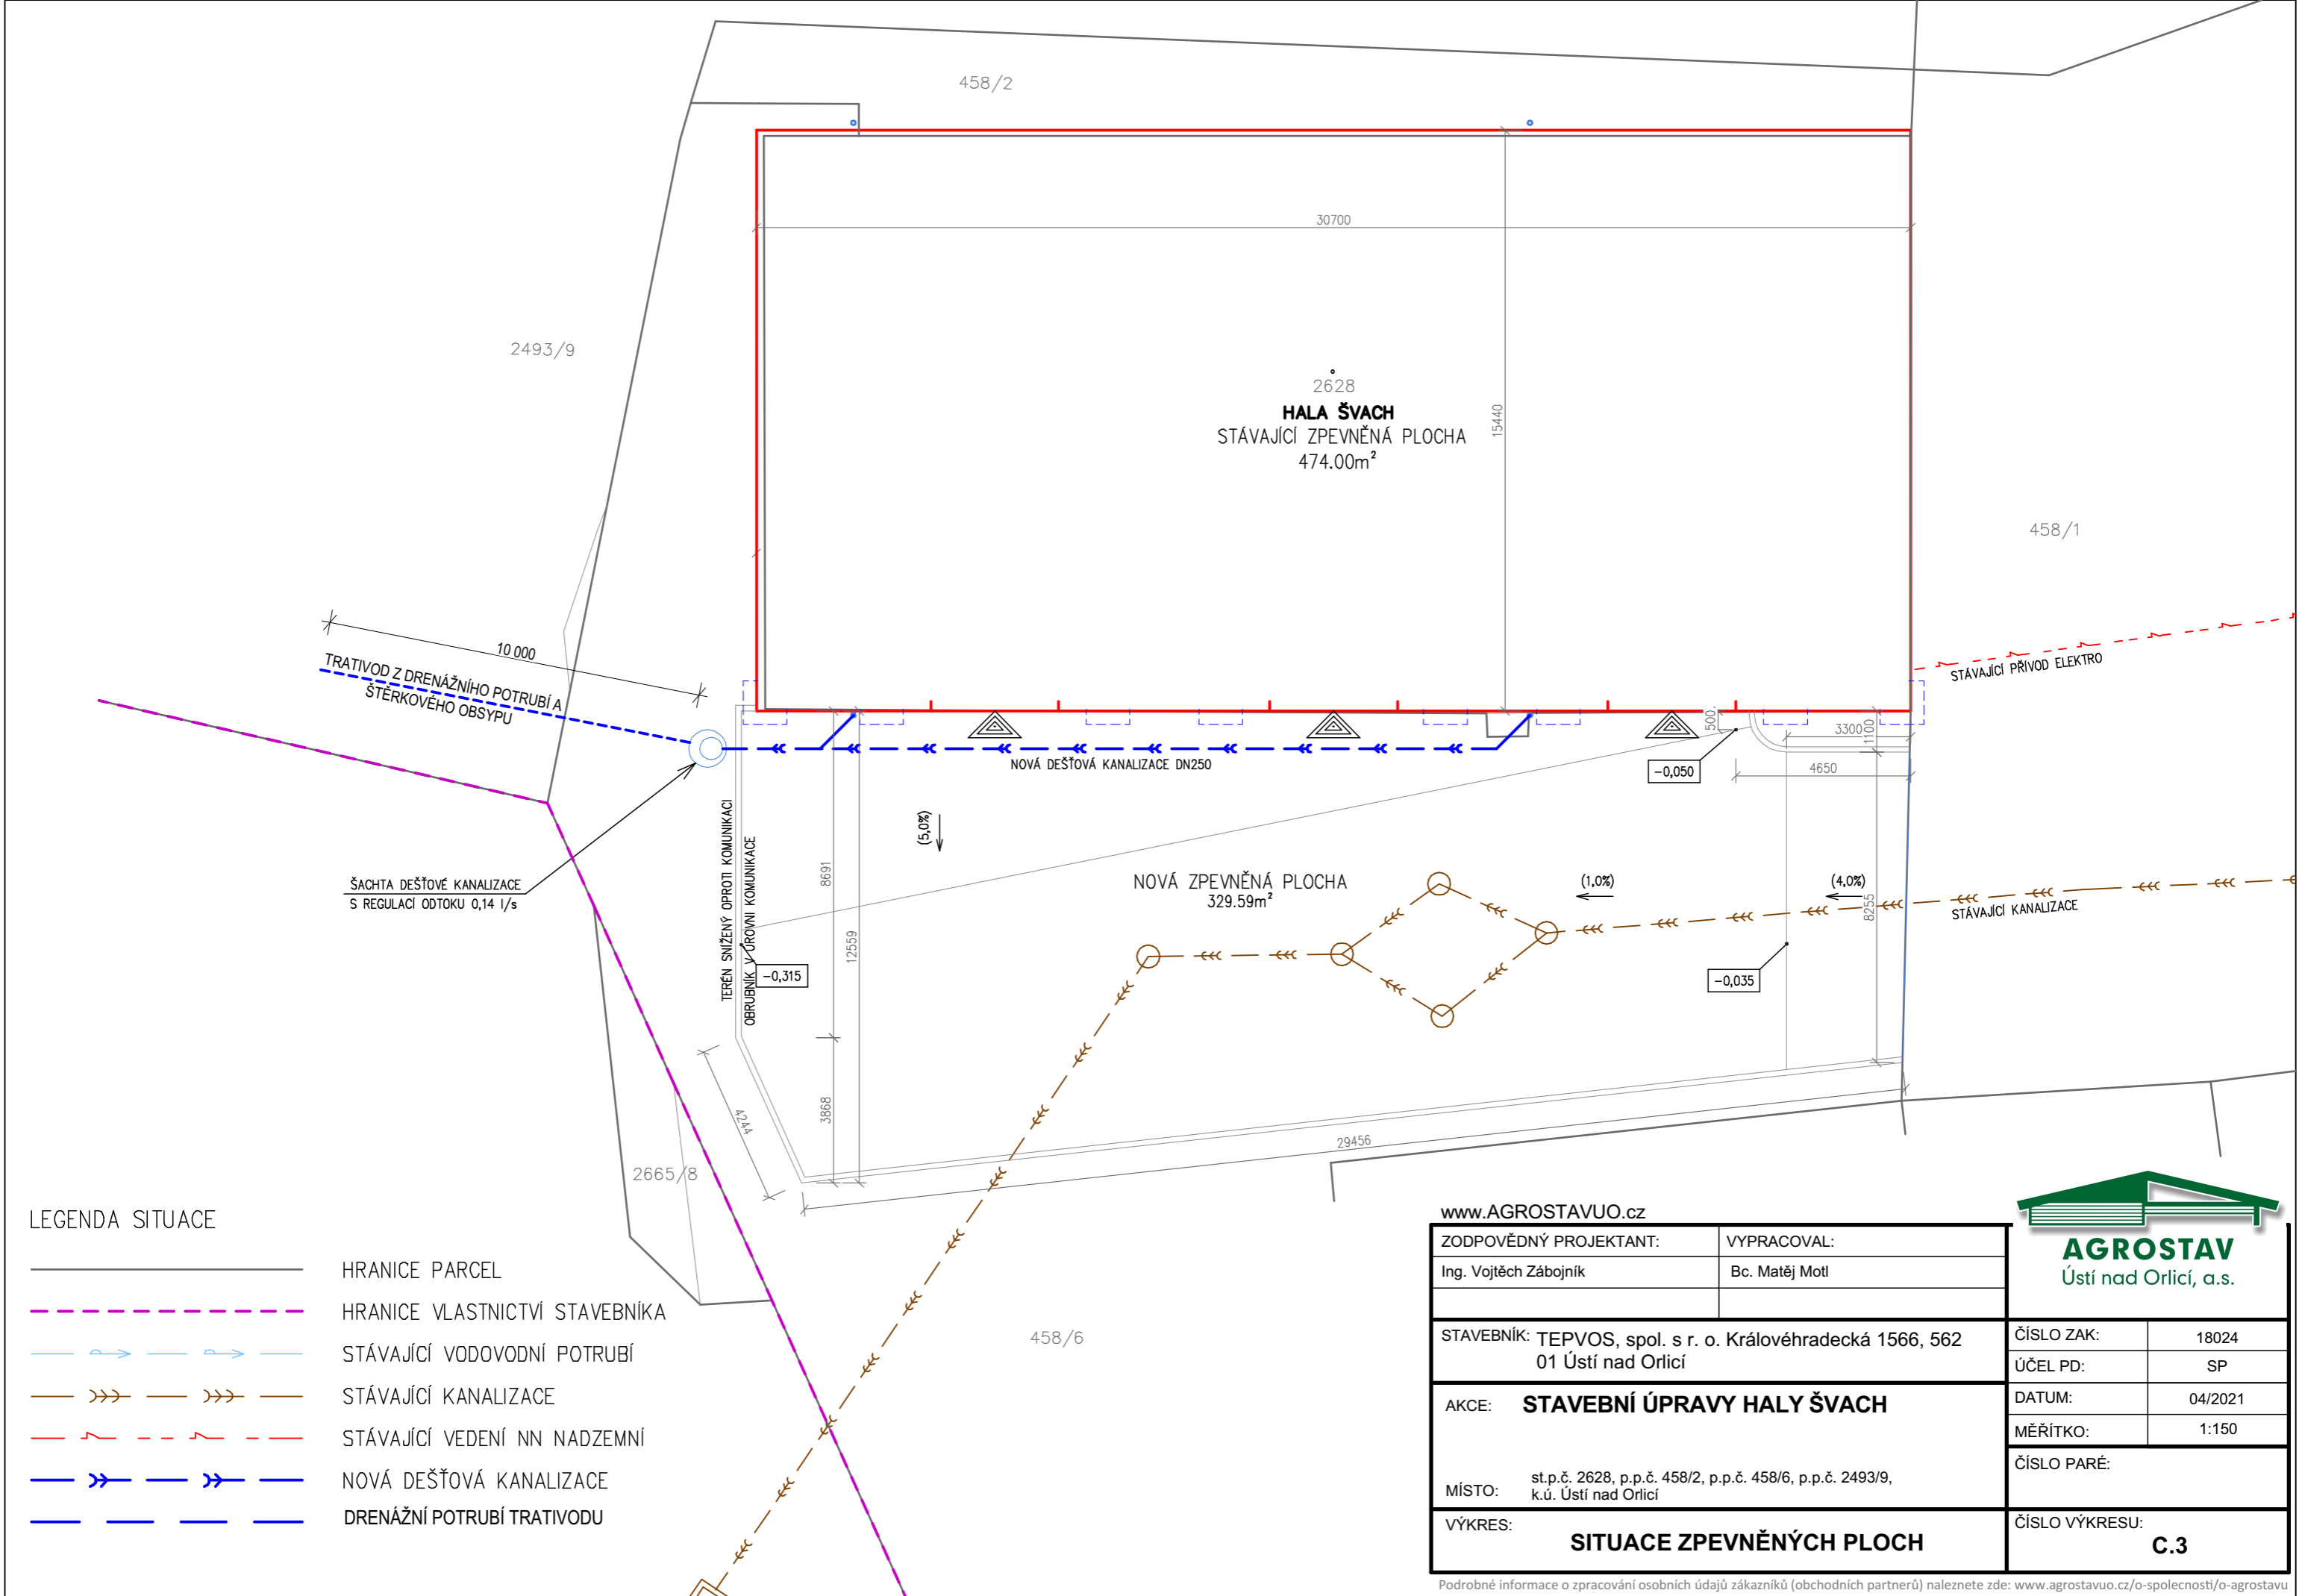 458/2
30700
2493/9
2628
HALA ŠVACH
STÁVAJÍCÍ ZPEVNĚNÁ PLOCHA
474.00m²
15440
458/1
10 000
TRATIVOD Z DRENÁŽNÍHO POTRUBÍ A
ŠTĚRKOVÉHO OBSYPU
STÁVAJÍCÍ PŘÍVOD ELEKTRO
500
3300
1100
4650
NOVÁ DEŠŤOVÁ KANALIZACE DN250
-0,050
TERÉN SNÍŽENÝ OPROTI KOMUNIKACI
OBRUBNÍK V ÚROVNI KOMUNIKACE
(5,0%)
8691
12559
NOVÁ ZPEVNĚNÁ PLOCHA
329.59m²
(1,0%)
(4,0%)
8255
STÁVAJÍCÍ KANALIZACE
ŠACHTA DEŠŤOVÉ KANALIZACE
S REGULACÍ ODTOKU 0,14 l/s
-0,315
-0,035
4244
3868
29456
2665/8
458/6
LEGENDA SITUACE
HRANICE PARCEL
HRANICE VLASTNICTVÍ STAVEBNÍKA
STÁVAJÍCÍ VODOVODNÍ POTRUBÍ
STÁVAJÍCÍ KANALIZACE
STÁVAJÍCÍ VEDENÍ NN NADZEMNÍ
NOVÁ DEŠŤOVÁ KANALIZACE
DRENÁŽNÍ POTRUBÍ TRATIVODU
www.AGROSTAVUO.cz
ZODPOVĚDNÝ PROJEKTANT:
VYPRACOVAL:
Ing. Vojtěch Zábojník
Bc. Matěj Motl
AGROSTAV
Ústí nad Orlicí, a.s.
STAVEBNÍK: TEPVOS, spol. s r. o. Královéhradecká 1566, 562
01 Ústí nad Orlicí
ČÍSLO ZAK: 18024
ÚČEL PD: SP
DATUM: 04/2021
MĚŘÍTKO: 1:150
AKCE: STAVEBNÍ ÚPRAVY HALY ŠVACH
MÍSTO: st.p.č. 2628, p.p.č. 458/2, p.p.č. 458/6, p.p.č. 2493/9,
k.ú. Ústí nad Orlicí
ČÍSLO PARÉ:
VÝKRES: SITUACE ZPEVNĚNÝCH PLOCH
ČÍSLO VÝKRESU:
C.3
Podrobné informace o zpracování osobních údajů zákazníků (obchodních partnerů) naleznete zde: www.agrostavuo.cz/o-spolecnosti/o-agrostavu